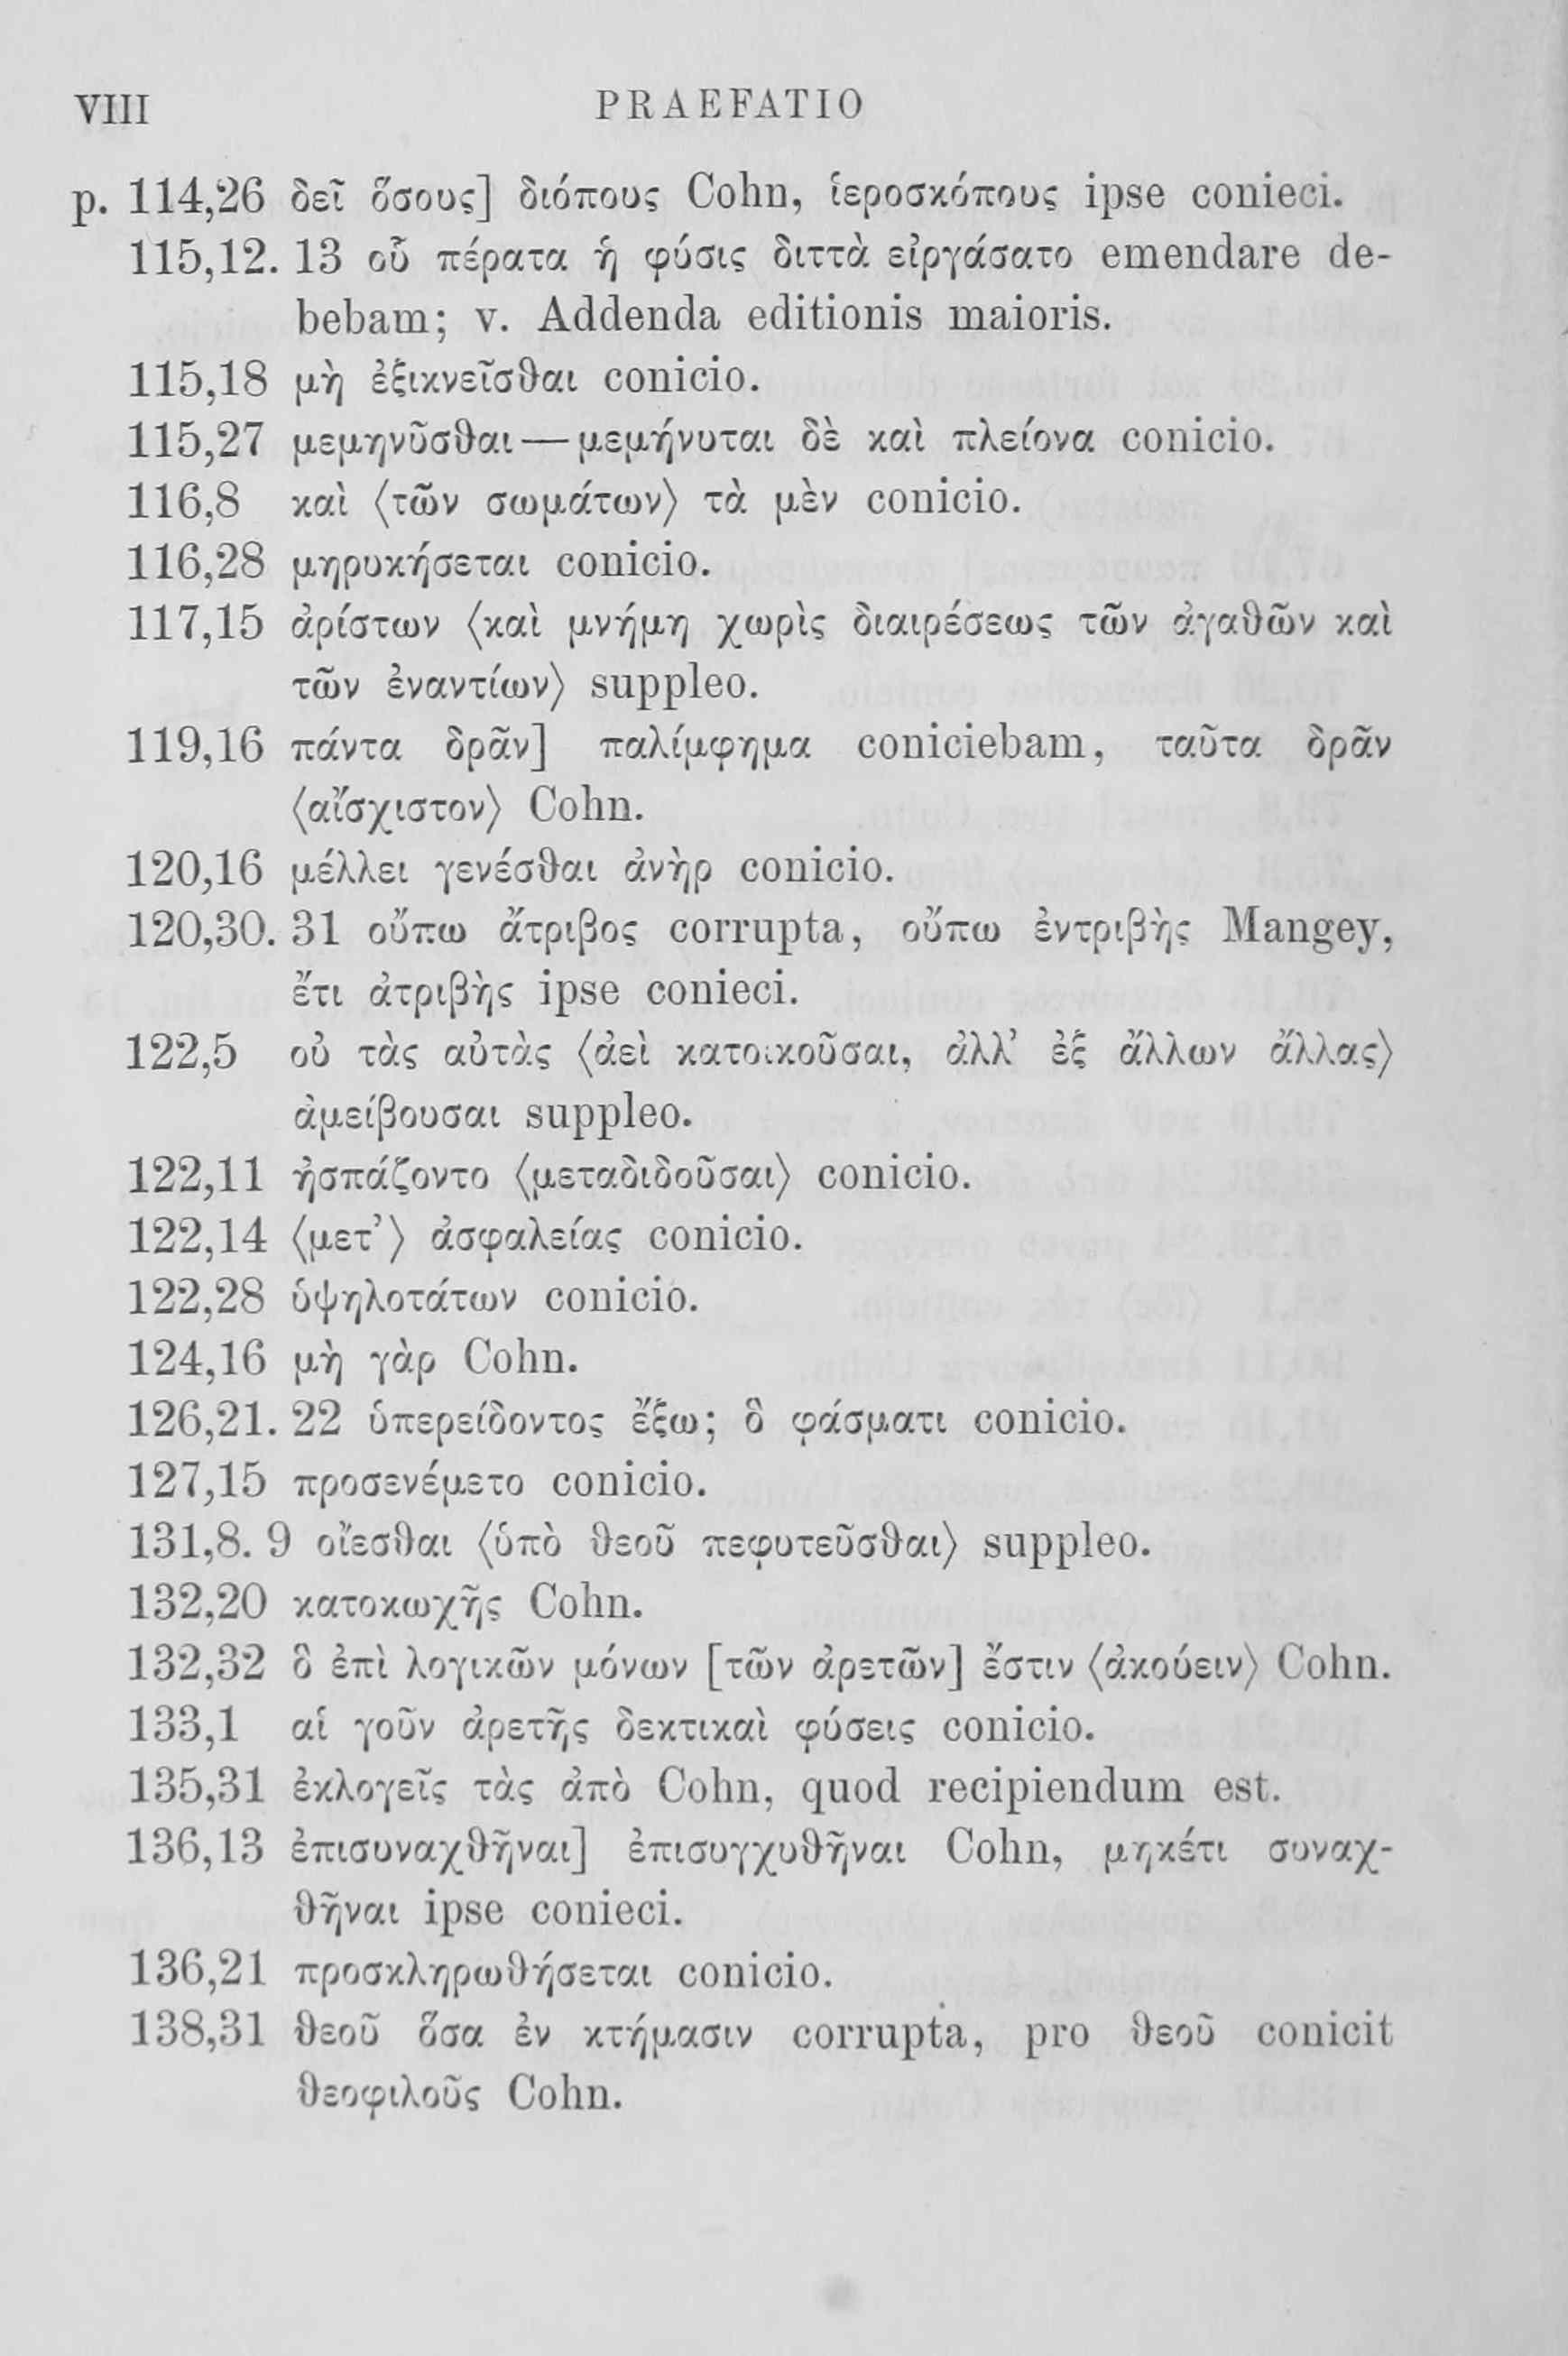 VIII PRAEFATIO
p. 114,26 δεῖ ὅσους] διόπους Cohn, ἱεροσκόπους ipse conieci.
115,12. 13 οὗ πέρατα ἡ φύσις διττὰ εἰργάσατο emendare de-
bebam; v. Addenda editionis maioris.
115,18 μὴ ἐξικνεῖσθαι conicio.
115,27 μεμηνῦσθαι — μεμήνυται δὲ καὶ πλείονα conicio.
116,8 καὶ ⟨τῶν σωμάτων⟩ τὰ μὲν conicio.
116,28 μηρυκήσεται conicio.
117,15 ἀρίστων ⟨καὶ μνήμη χωρὶς διαιρέσεως τῶν ἀγαθῶν καὶ
τῶν ἐναντίων⟩ suppleo.
119,16 πάντα δρᾶν] παλίμφημα coniciebam, ταῦτα δρᾶν
⟨αἴσχιστον⟩ Cohn.
120,16 μέλλει γενέσθαι ἀνὴρ conicio.
120,30. 31 οὔπω ἄτριβος corrupta, οὔπω ἐντριβὴς Mangey,
ἔτι ἀτριβὴς ipse conieci.
122,5 οὐ τὰς αὐτὰς ⟨ἀεὶ κατοικοῦσαι, ἀλλ’ ἐξ ἄλλων ἄλλας⟩
ἀμείβουσαι suppleo.
122,11 ἠσπάζοντο ⟨μεταδιδοῦσαι⟩ conicio.
122,14 ⟨μετ’⟩ ἀσφαλείας conicio.
122,28 ὑψηλοτάτων conicio.
124,16 μὴ γὰρ Cohn.
126,21. 22 ὑπερείδοντος ἔξω; ὃ φάσματι conicio.
127,15 προσενέμετο conicio.
131,8. 9 οἴεσθαι ⟨ὑπὸ θεοῦ πεφυτεῦσθαι⟩ suppleo.
132,20 κατοκωχῆς Cohn.
132,32 ὃ ἐπὶ λογικῶν μόνων [τῶν ἀρετῶν] ἔστιν ⟨ἀκούειν⟩ Cohn.
133,1 αἱ γοῦν ἀρετῆς δεκτικαὶ φύσεις conicio.
135,31 ἐκλογεῖς τὰς ἀπὸ Cohn, quod recipiendum est.
136,13 ἐπισυναχθῆναι] ἐπισυγχυθῆναι Cohn, μηκέτι συναχ-
θῆναι ipse conieci.
136,21 προσκληρωθήσεται conicio.
138,31 θεοῦ ὅσα ἐν κτήμασιν corrupta, pro θεοῦ conicit
θεοφιλοῦς Cohn.